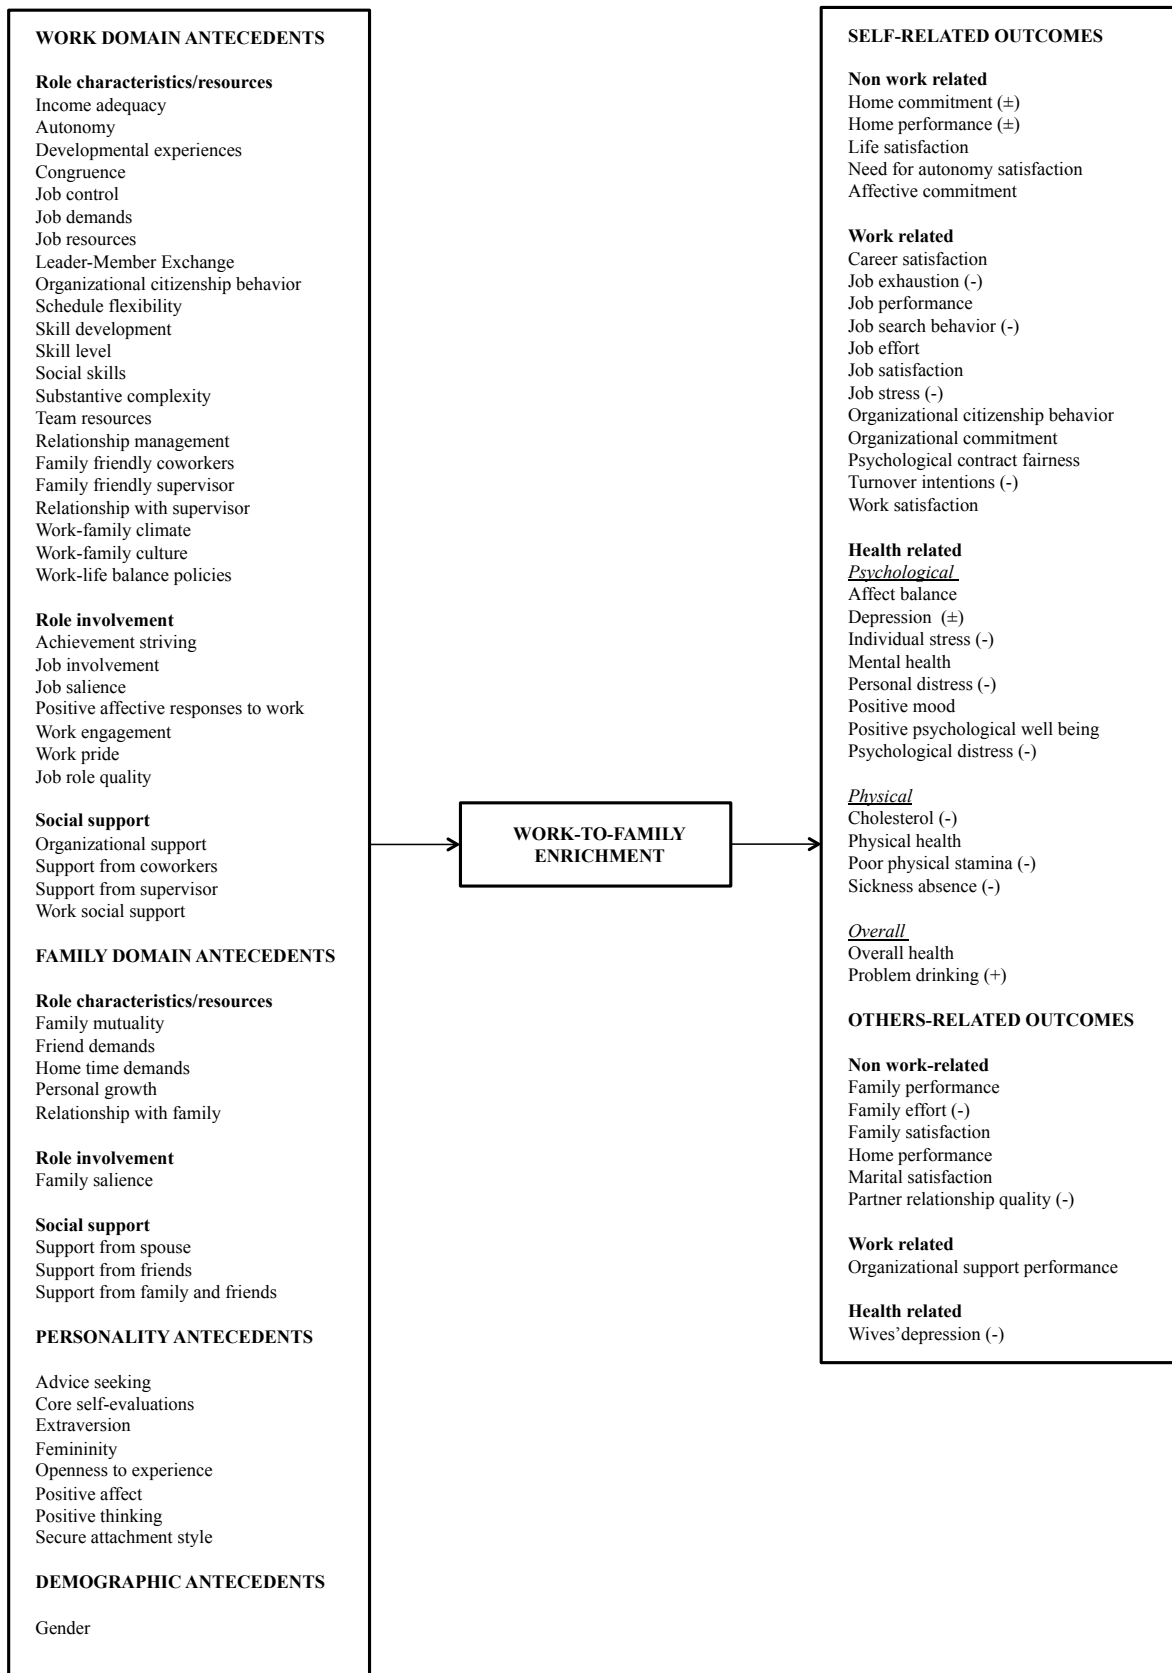 WORK DOMAIN ANTECEDENTS
Role characteristics/resources
Income adequacy
Autonomy
Developmental experiences
Congruence
Job control
Job demands
Job resources
Leader-Member Exchange
Organizational citizenship behavior
Schedule flexibility
Skill development
Skill level
Social skills
Substantive complexity
Team resources
Relationship management
Family friendly coworkers
Family friendly supervisor
Relationship with supervisor
Work-family climate
Work-family culture
Work-life balance policies
Role involvement
Achievement striving
Job involvement
Job salience
Positive affective responses to work
Work engagement
Work pride
Job role quality
Social support
Organizational support
Support from coworkers
Support from supervisor
Work social support
FAMILY DOMAIN ANTECEDENTS
Role characteristics/resources
Family mutuality
Friend demands
Home time demands
Personal growth
Relationship with family
Role involvement
Family salience
Social support
Support from spouse
Support from friends
Support from family and friends
PERSONALITY ANTECEDENTS
Advice seeking
Core self-evaluations
Extraversion
Femininity
Openness to experience
Positive affect
Positive thinking
Secure attachment style
DEMOGRAPHIC ANTECEDENTS
Gender
WORK-TO-FAMILY
ENRICHMENT
SELF-RELATED OUTCOMES
Non work related
Home commitment (±)
Home performance (±)
Life satisfaction
Need for autonomy satisfaction
Affective commitment
Work related
Career satisfaction
Job exhaustion (-)
Job performance
Job search behavior (-)
Job effort
Job satisfaction
Job stress (-)
Organizational citizenship behavior
Organizational commitment
Psychological contract fairness
Turnover intentions (-)
Work satisfaction
Health related
Psychological
Affect balance
Depression (±)
Individual stress (-)
Mental health
Personal distress (-)
Positive mood
Positive psychological well being
Psychological distress (-)
Physical
Cholesterol (-)
Physical health
Poor physical stamina (-)
Sickness absence (-)
Overall
Overall health
Problem drinking (+)
OTHERS-RELATED OUTCOMES
Non work-related
Family performance
Family effort (-)
Family satisfaction
Home performance
Marital satisfaction
Partner relationship quality (-)
Work related
Organizational support performance
Health related
Wives'depression (-)